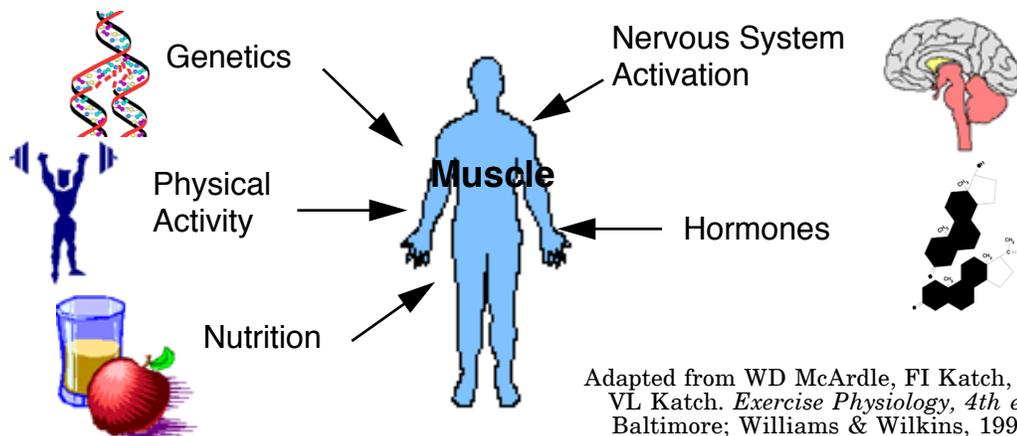 Genetics
Nervous System
Activation
Muscle
Physical
Activity
Hormones
Nutrition
Adapted from WD McArdle, FI Katch,
VL Katch. Exercise Physiology, 4th e
Baltimore; Williams & Wilkins, 199